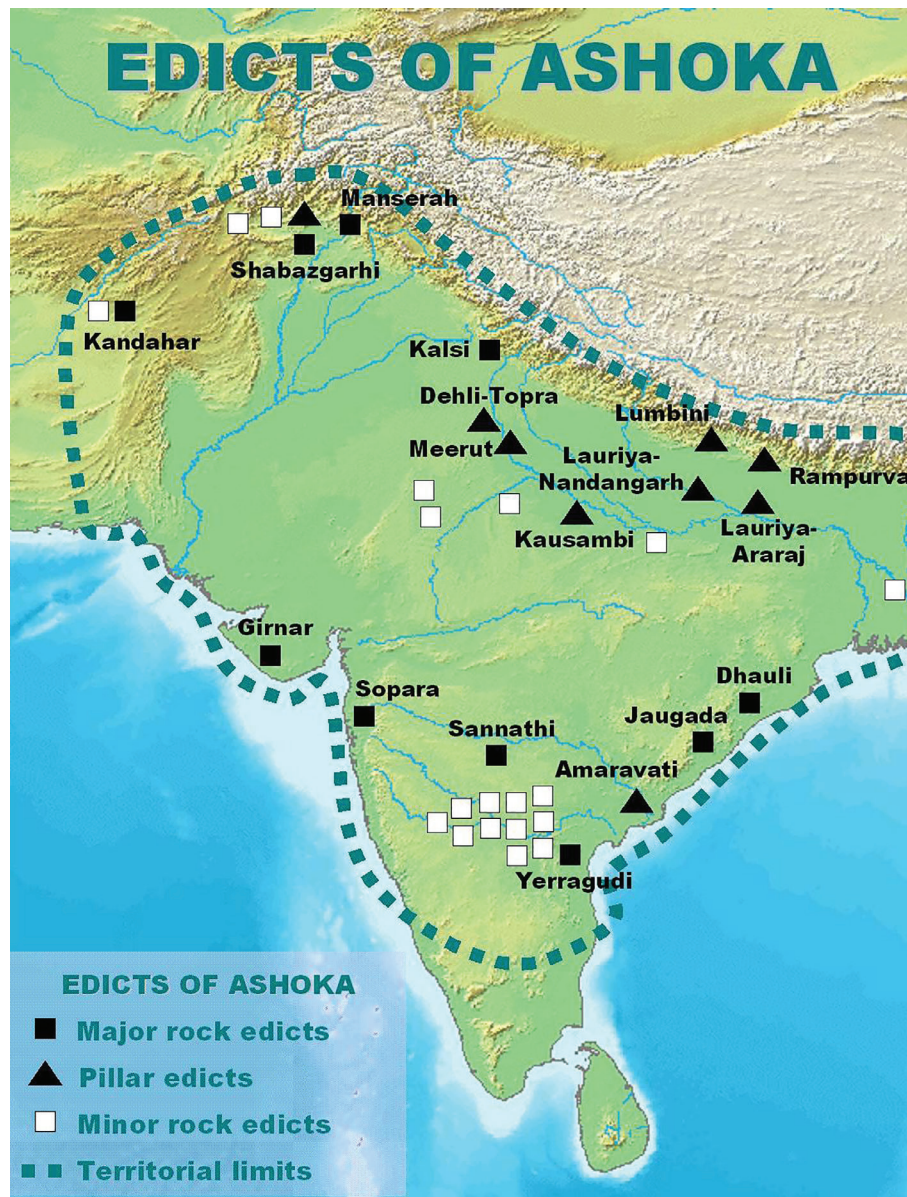 EDICTS OF ASHOKA
Manserah
Shabazgarhi
Kandahar
Kalsi
Dehli-Topra
Lumbini
Meerut
Lauriya-
Nandangarh
Rampurva
Kausambi
Lauriya-
Araraj
Girnar
Dhauli
Sopara
Jaugada
Sannathi
Amaravati
Yerragudi
EDICTS OF ASHOKA
Major rock edicts
Pillar edicts
Minor rock edicts
Territorial limits